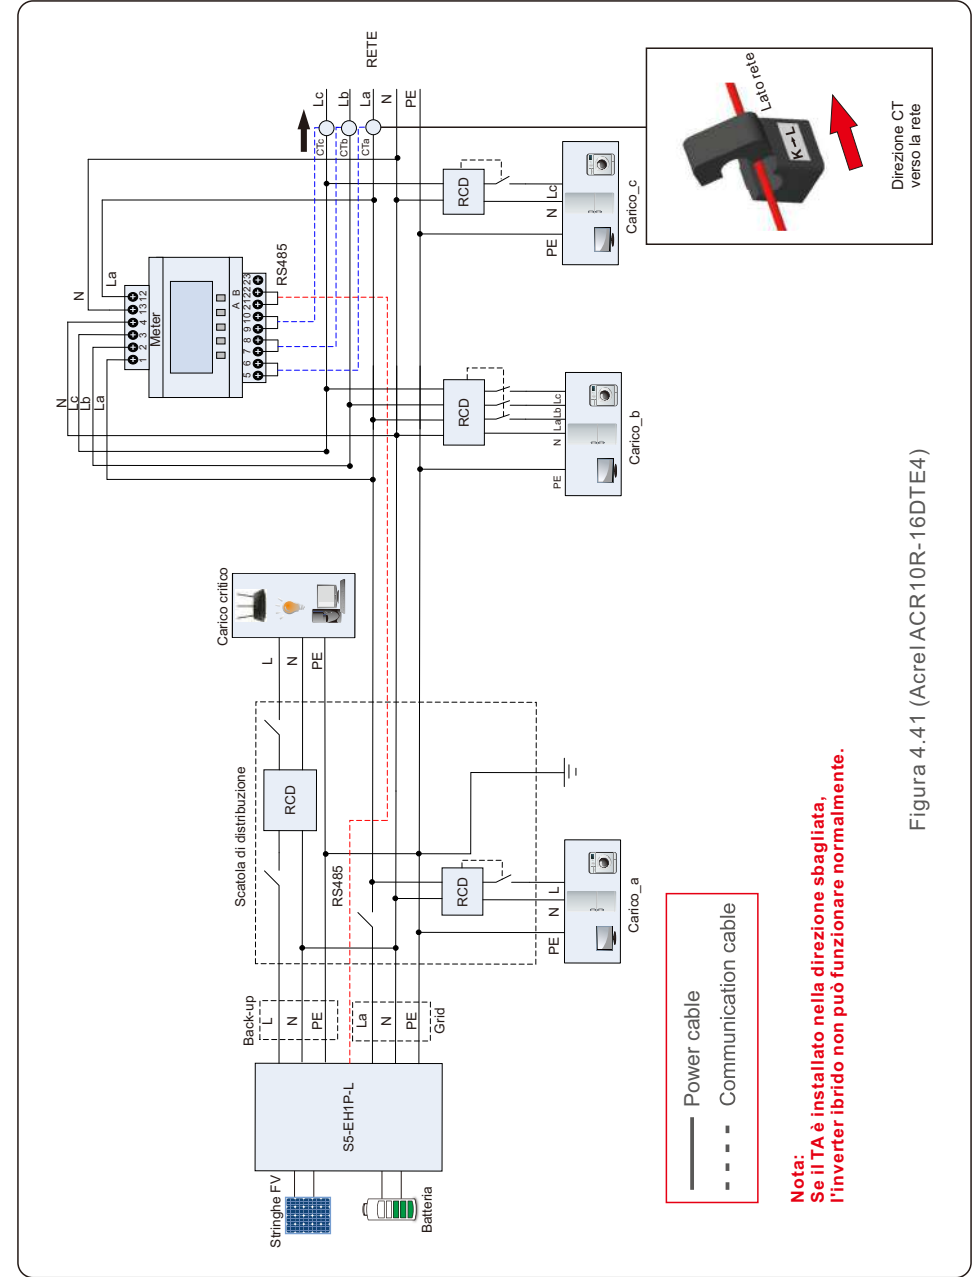 Stringhe FV
Batteria
S5-EH1P-L
Back-up
L
N
PE
La
N
PE
Grid
Scatola di distribuzione
RCD
RS485
RCD
PE
N
L
Carico_a
Carico critico
L
N
PE
N
Lc
Lb
La
N
La
Meter
1 2 3 4 13 12
5 6 7 8 9 10 21 22 23
A B
RS485
RCD
PE
N
La
Lb
Lc
Carico_b
RCD
PE
N
Lc
Carico_c
CTc
CTb
CTa
Lc
Lb
La
N
PE
RETE
Lato rete
K→L
Direzione CT
verso la rete
Power cable
Communication cable
Nota:
Se il TA è installato nella direzione sbagliata,
l'inverter ibrido non può funzionare normalmente.
Figura 4.41 (Acrel ACR10R-16DTE4)